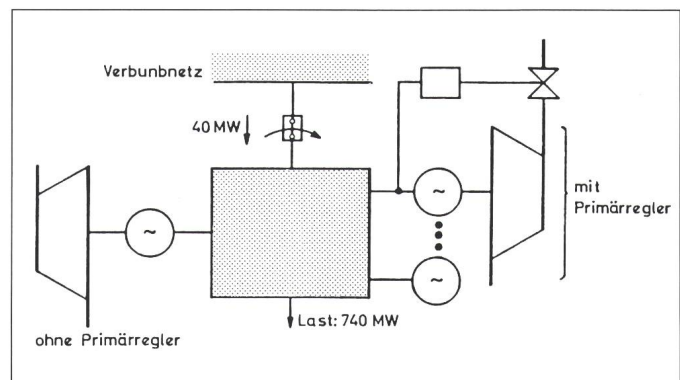 Verbunbnetz
40 MW
mit
Primärregler
~
~
~
Last: 740 MW
ohne Primärregler